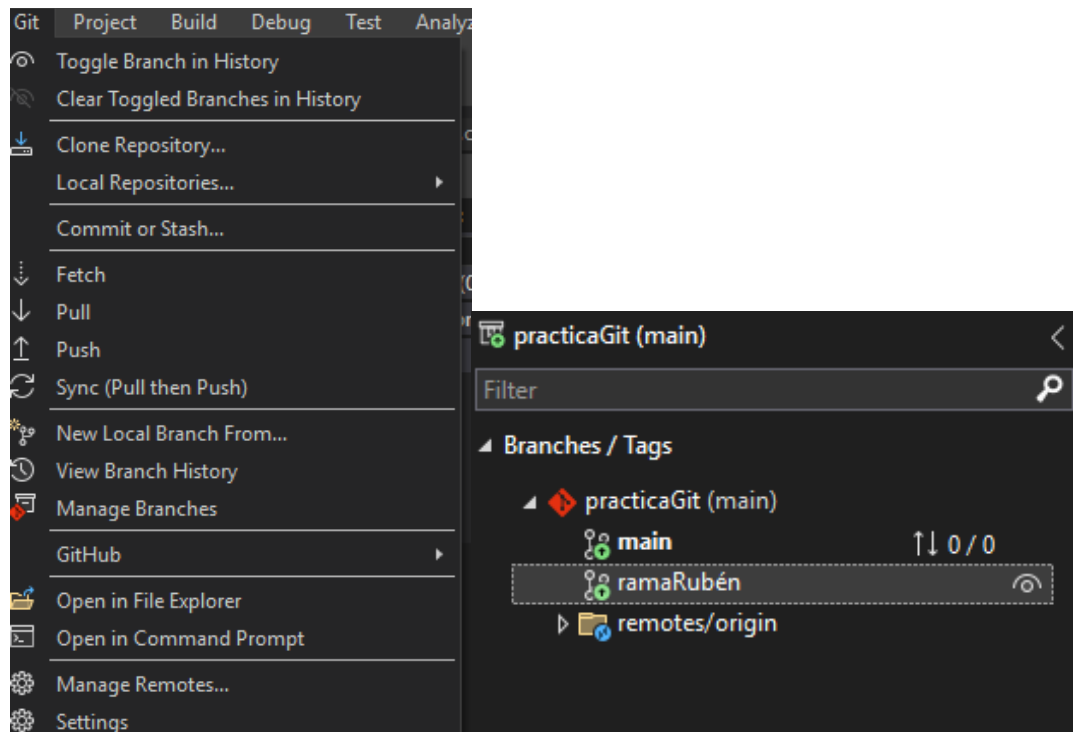 Git Project Build Debug Test Analyz
Toggle Branch in History
Clear Toggled Branches in History
Clone Repository...
Local Repositories...
Commit or Stash...
Fetch
Pull
Push
Sync (Pull then Push)
New Local Branch From...
View Branch History
Manage Branches
GitHub
Open in File Explorer
Open in Command Prompt
Manage Remotes...
Settings
practicaGit (main)
Filter
Branches / Tags
practicaGit (main)
main 0 / 0
ramaRubén
remotes/origin